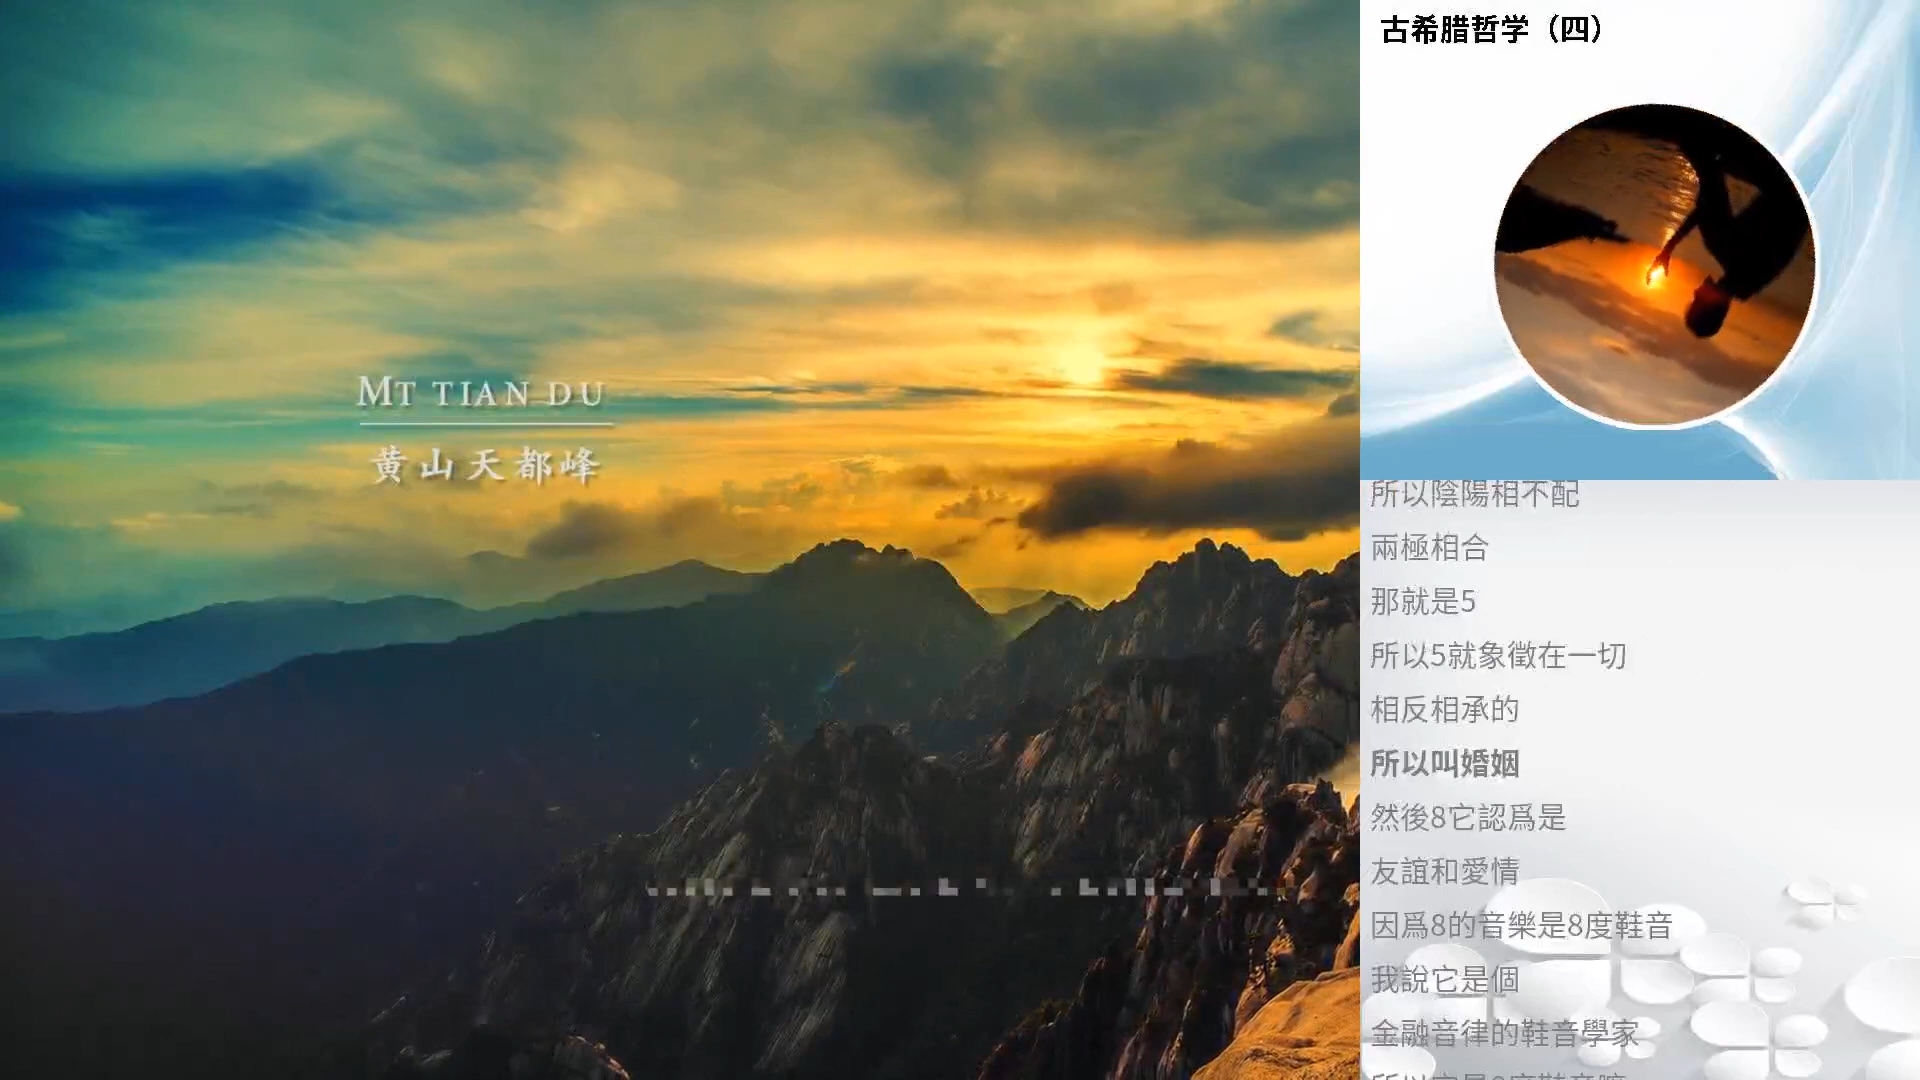 MT TIAN DU
黄山天都峰
古希腊哲学（四）
所以陰陽相不配
兩極相合
那就是5
所以5就象徵在一切
相反相承的
所以叫婚姻
然後8它認爲是
友誼和愛情
因爲8的音樂是8度鞋音
我說它是個
金融音律的鞋音學家